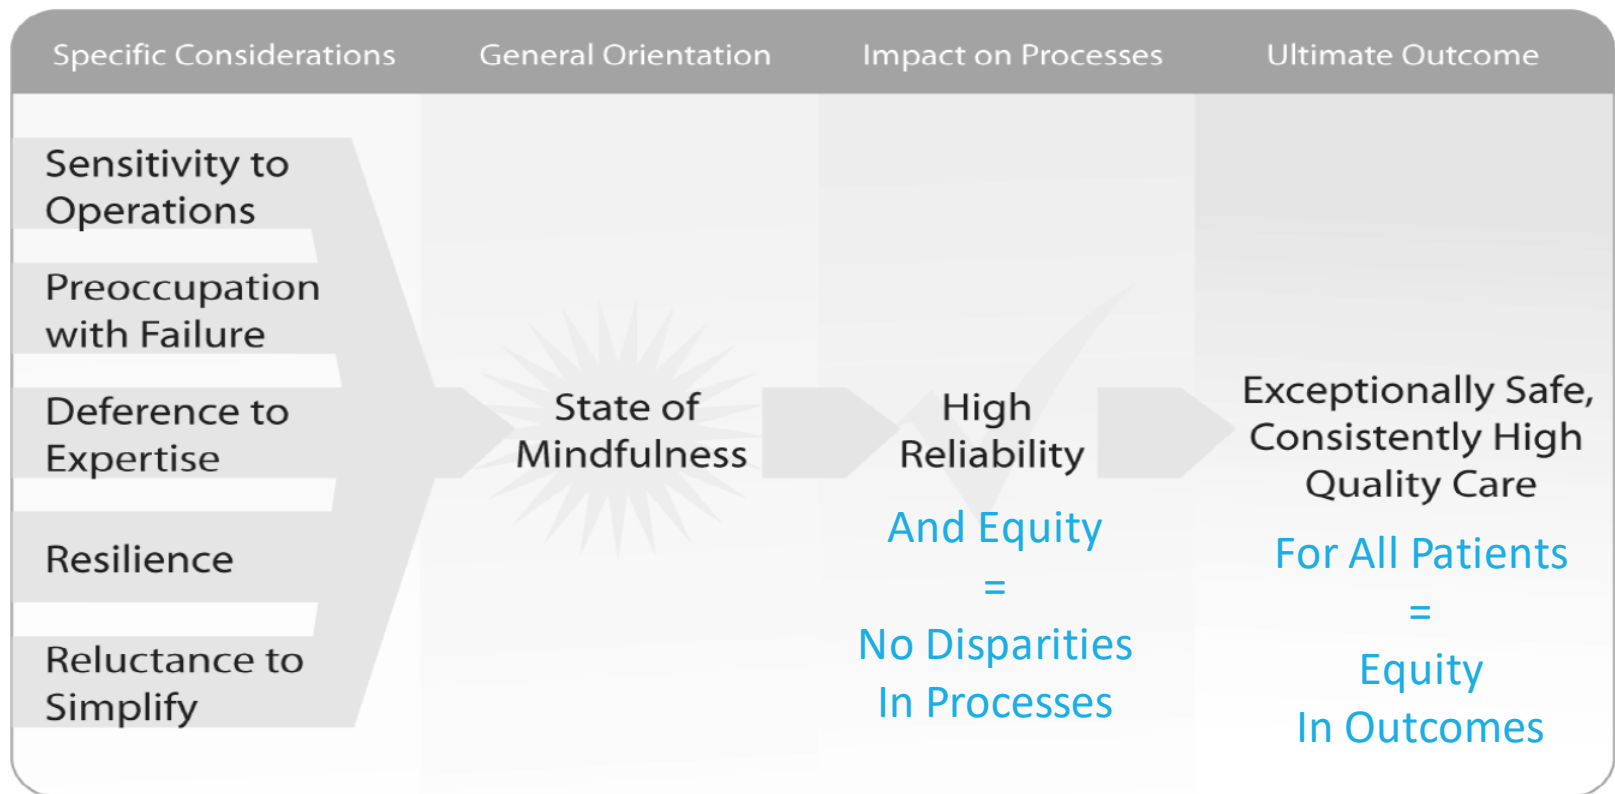 Specific Considerations
General Orientation
Impact on Processes
Ultimate Outcome
Sensitivity to
Operations
Preoccupation
with Failure
Deference to
Expertise
Resilience
Reluctance to
Simplify
State of
Mindfulness
High
Reliability
And Equity
=
No Disparities
In Processes
Exceptionally Safe,
Consistently High
Quality Care
For All Patients
=
Equity
In Outcomes